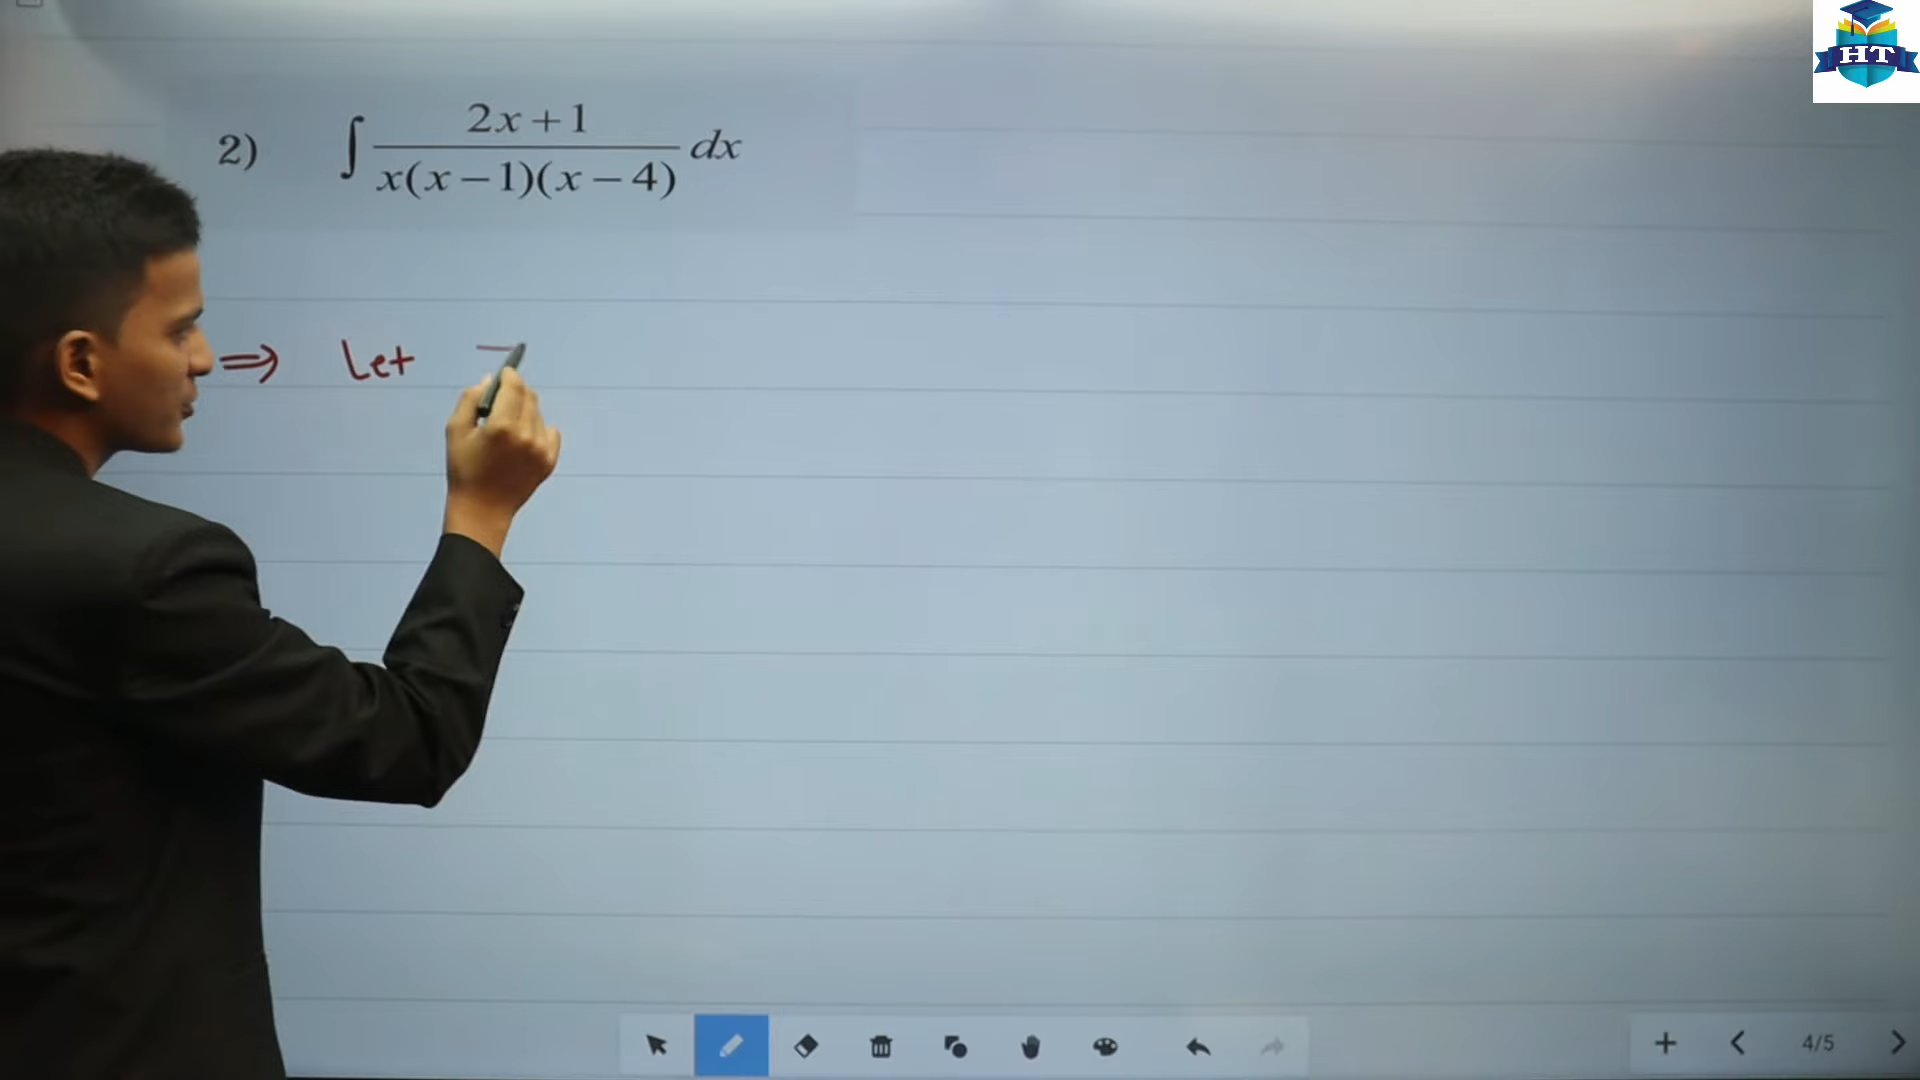 HT
2) ∫ 2x+1 / x(x−1)(x−4) dx
⇒ Let
4/5